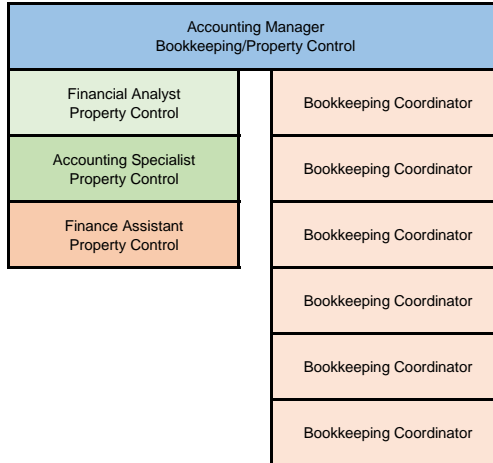 Accounting Manager
Bookkeeping/Property Control
Financial Analyst
Property Control
Accounting Specialist
Property Control
Finance Assistant
Property Control
Bookkeeping Coordinator
Bookkeeping Coordinator
Bookkeeping Coordinator
Bookkeeping Coordinator
Bookkeeping Coordinator
Bookkeeping Coordinator